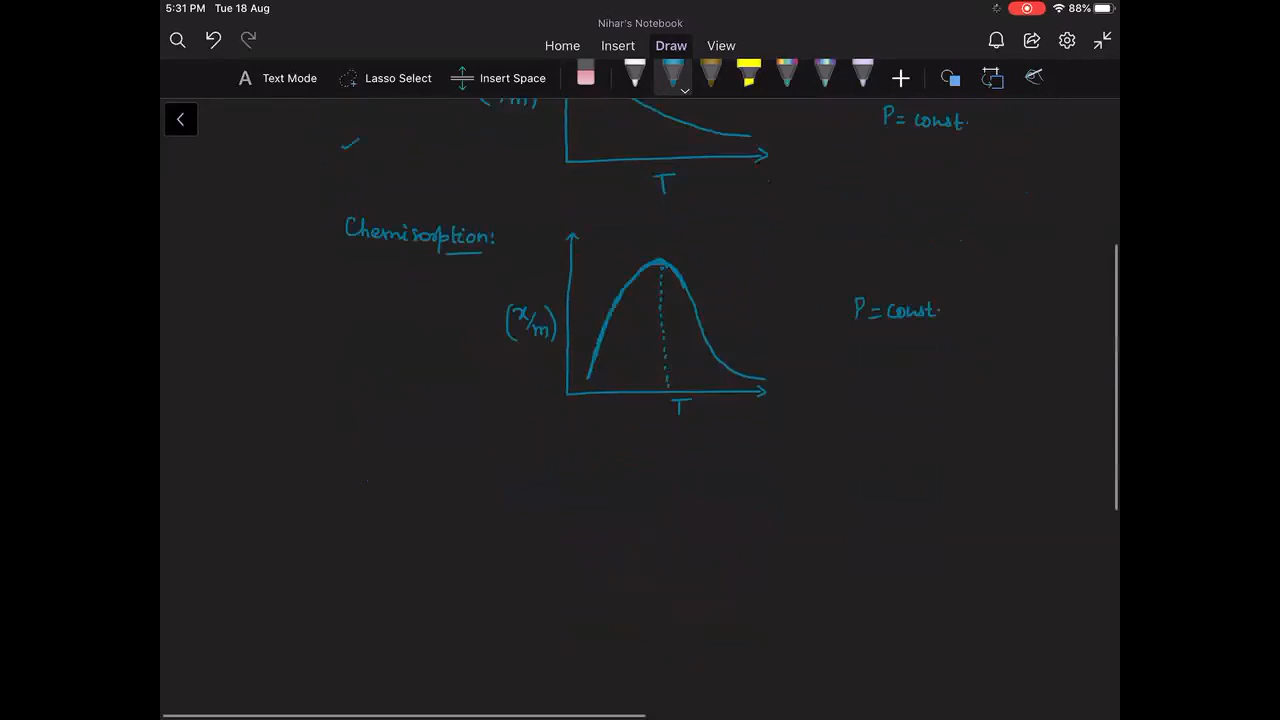 5:31 PM Tue 18 Aug
88%
Nihar's Notebook
Home Insert Draw View
A Text Mode Lasso Select Insert Space
P = const.
T
Chemisorption:
(x/m)
P = const.
T